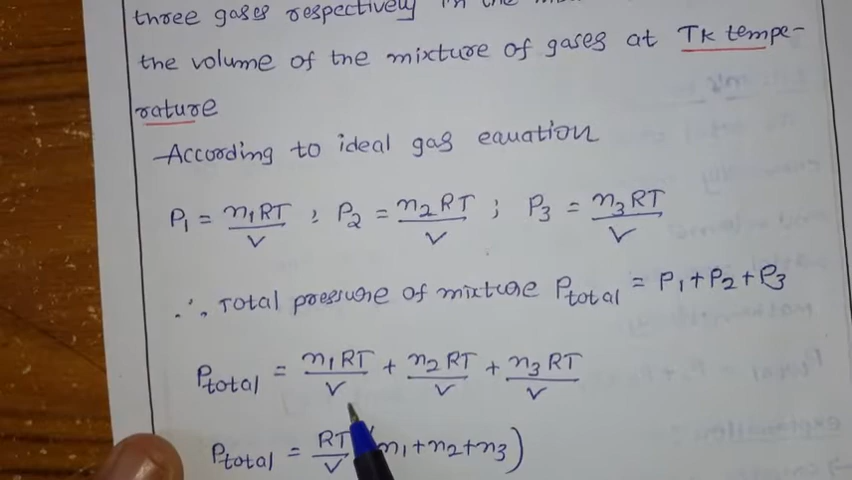 three gases respectively in the
the volume of the mixture of gases at TK tempe-
rature
According to ideal gas equation
P1 = n1RT/V ; P2 = n2RT/V ; P3 = n3RT/V
∴ Total pressure of mixture Ptotal = P1+P2+P3
Ptotal = n1RT/V + n2RT/V + n3RT/V
Ptotal = RT/V (n1+n2+n3)